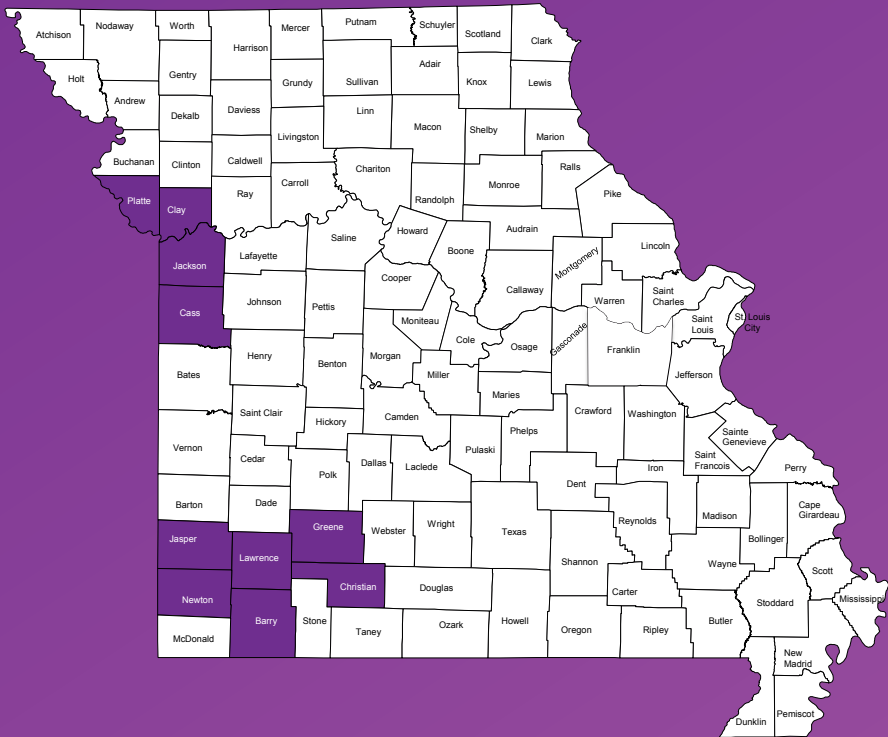 Atchison
Nodaway
Worth
Harrison
Mercer
Putnam
Schuyler
Scotland
Clark
Holt
Andrew
Gentry
Grundy
Sullivan
Adair
Knox
Lewis
Dekalb
Daviess
Livingston
Linn
Macon
Shelby
Marion
Buchanan
Clinton
Caldwell
Carroll
Chariton
Randolph
Monroe
Ralls
Pike
Platte
Clay
Ray
Jackson
Lafayette
Saline
Howard
Boone
Audrain
Montgomery
Lincoln
Cass
Johnson
Pettis
Cooper
Moniteau
Callaway
Warren
Saint
Charles
Saint
Louis
St. Louis
City
Bates
Henry
Benton
Morgan
Cole
Miller
Osage
Gasconade
Franklin
Jefferson
Maries
Saint Clair
Hickory
Camden
Crawford
Washington
Sainte
Genevieve
Saint
Francois
Perry
Vernon
Cedar
Polk
Dallas
Laclede
Pulaski
Phelps
Dent
Iron
Barton
Dade
Greene
Webster
Wright
Texas
Reynolds
Madison
Bollinger
Cape
Girardeau
Jasper
Lawrence
Christian
Douglas
Shannon
Carter
Wayne
Scott
Mississippi
Stoddard
Newton
Barry
Stone
Taney
Ozark
Howell
Oregon
Ripley
Butler
McDonald
New
Madrid
Dunklin
Pemiscot